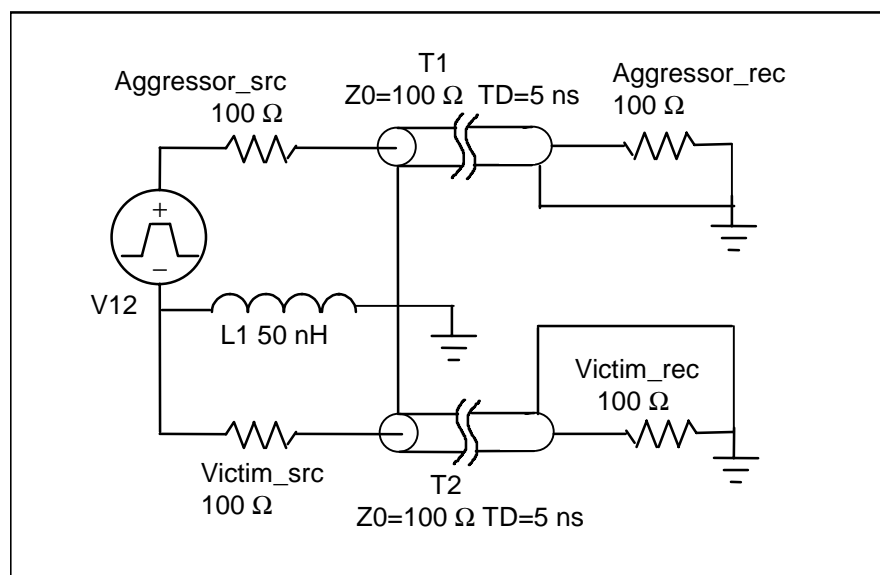 T1
Aggressor_src
Z0=100 Ω TD=5 ns
Aggressor_rec
100 Ω
100 Ω
+
–
V12
L1 50 nH
Victim_rec
100 Ω
Victim_src
100 Ω
T2
Z0=100 Ω TD=5 ns